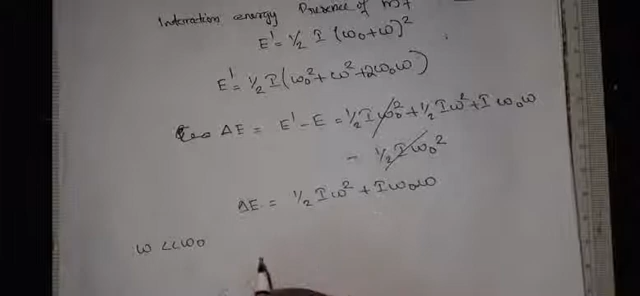 Interaction energy Presence of
E' = ½ I (ω₀+ω)²
E' = ½ I (ω₀²+ω²+2ω₀ω)
ΔE = E' - E = ½ I ω₀² + ½ I ω² + I ω₀ω
- ½ I ω₀²
ΔE = ½ I ω² + I ω₀ω
ω << ω₀